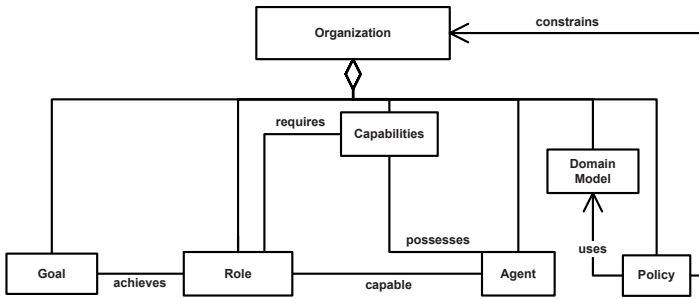 constrains
Organization
requires
Capabilities
Domain
Model
possesses
uses
Goal
achieves
Role
capable
Agent
Policy